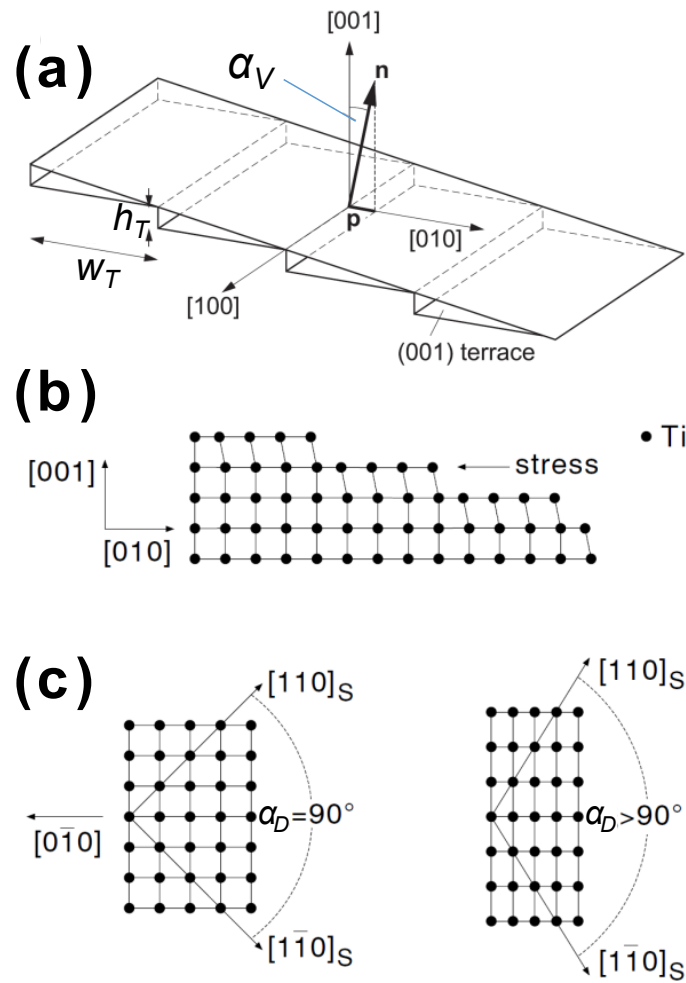 (a)
[001]
α_V
n
h_T
p
[010]
w_T
[100]
(001) terrace
(b)
Ti
[001]
stress
[010]
(c)
[110]_S
[110]_S
[01̄0]
α_D=90°
α_D>90°
[11̄0]_S
[11̄0]_S